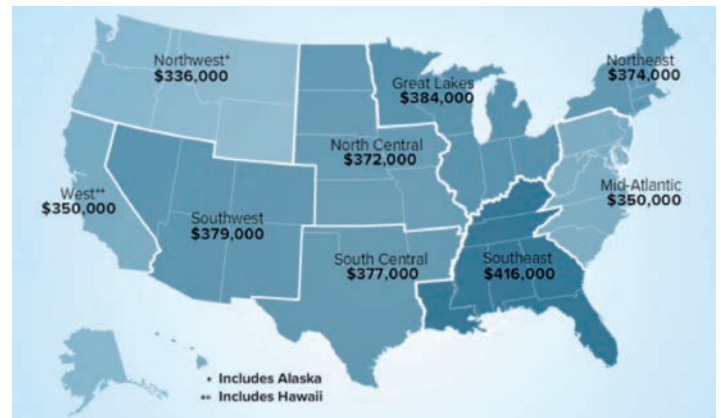 Northwest*
$336,000
Northeast
$374,000
Great Lakes
$384,000
North Central
$372,000
West**
$350,000
Mid-Atlantic
$350,000
Southwest
$379,000
South Central
$377,000
Southeast
$416,000
* Includes Alaska
** Includes Hawaii